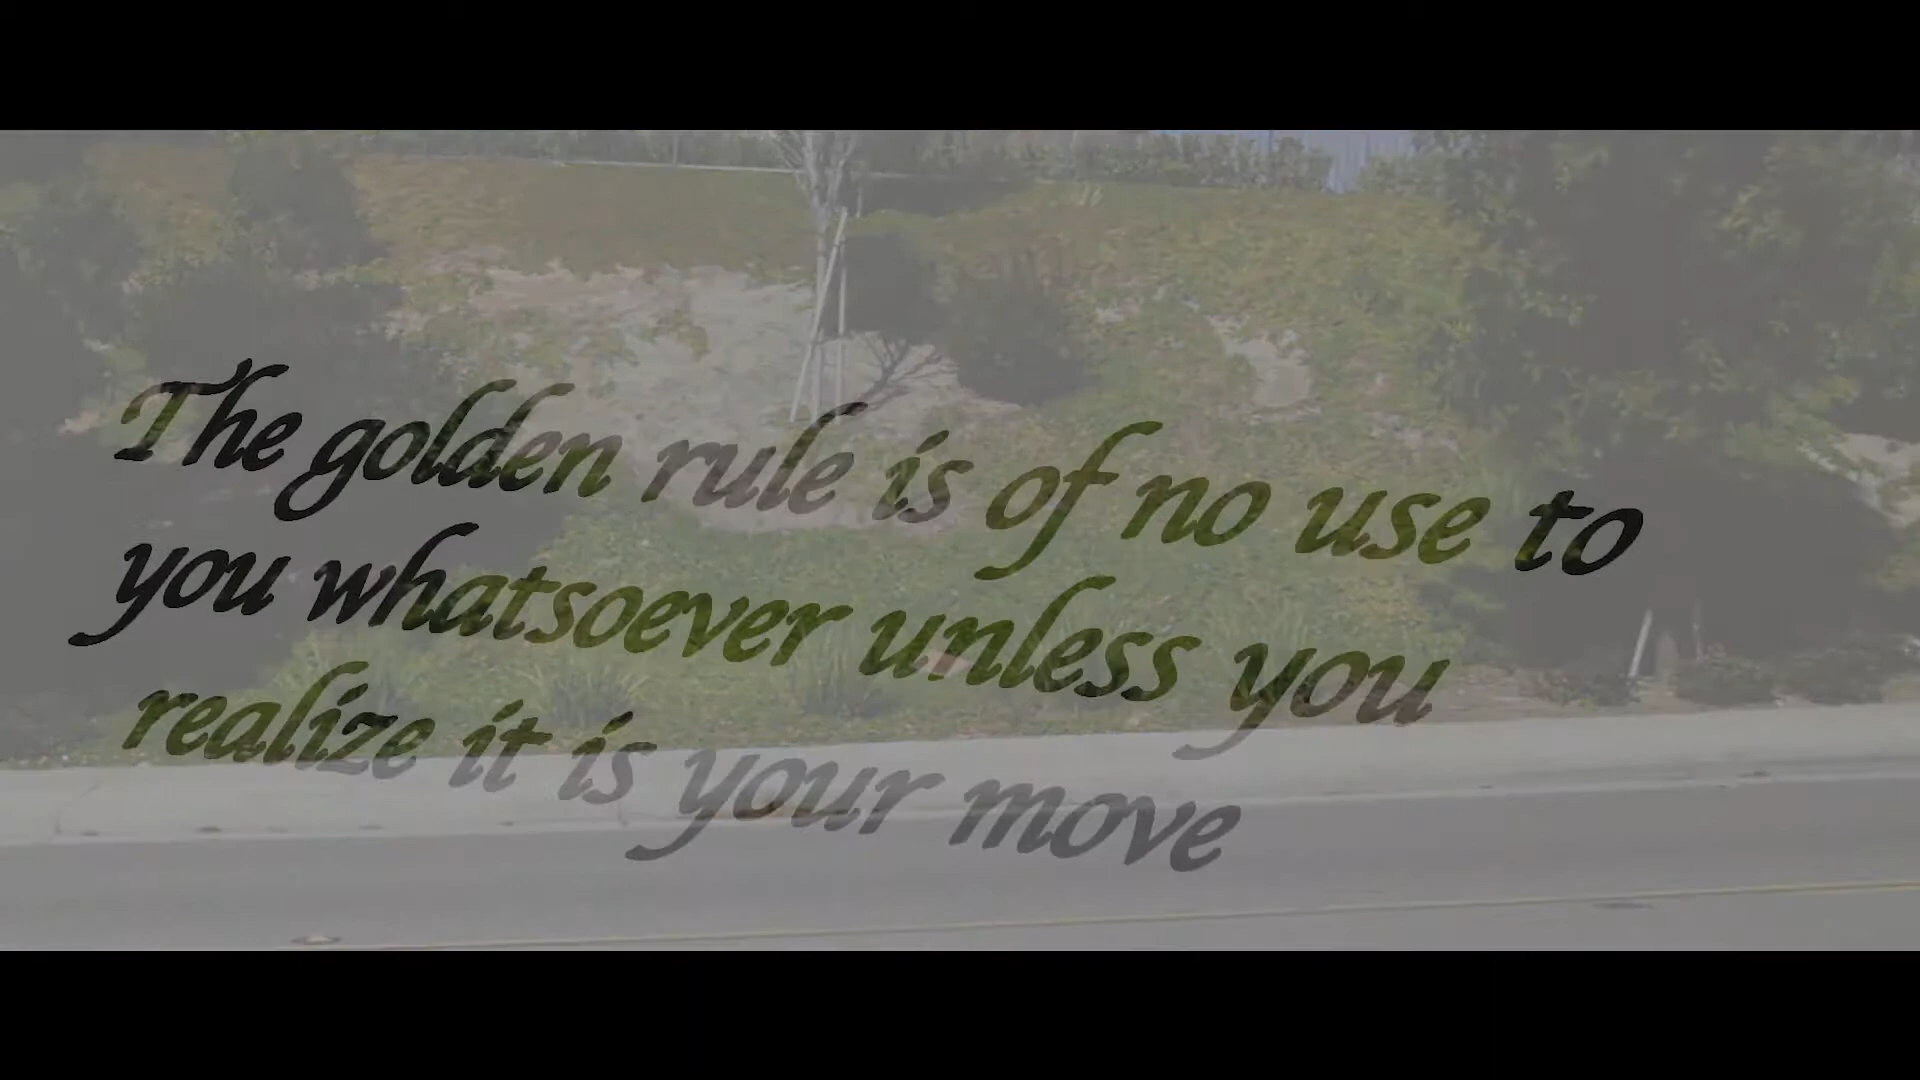 The golden rule is of no use to
you whatsoever unless you
realize it is your move